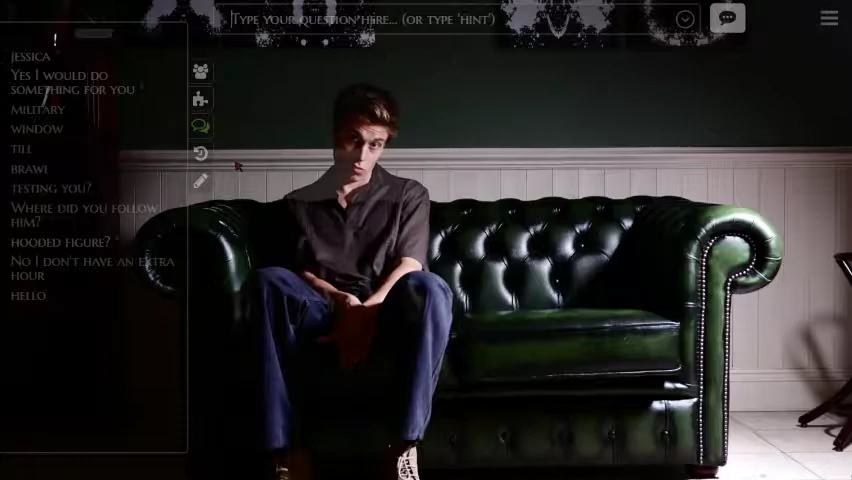 Type your question here... (or type 'hint')
!
Jessica
Yes I would do
something for you
Military
Window
Till
Brawl
testing you?
Where did you follow
him?
hooded figure?
No I don't have an extra
hour
hello